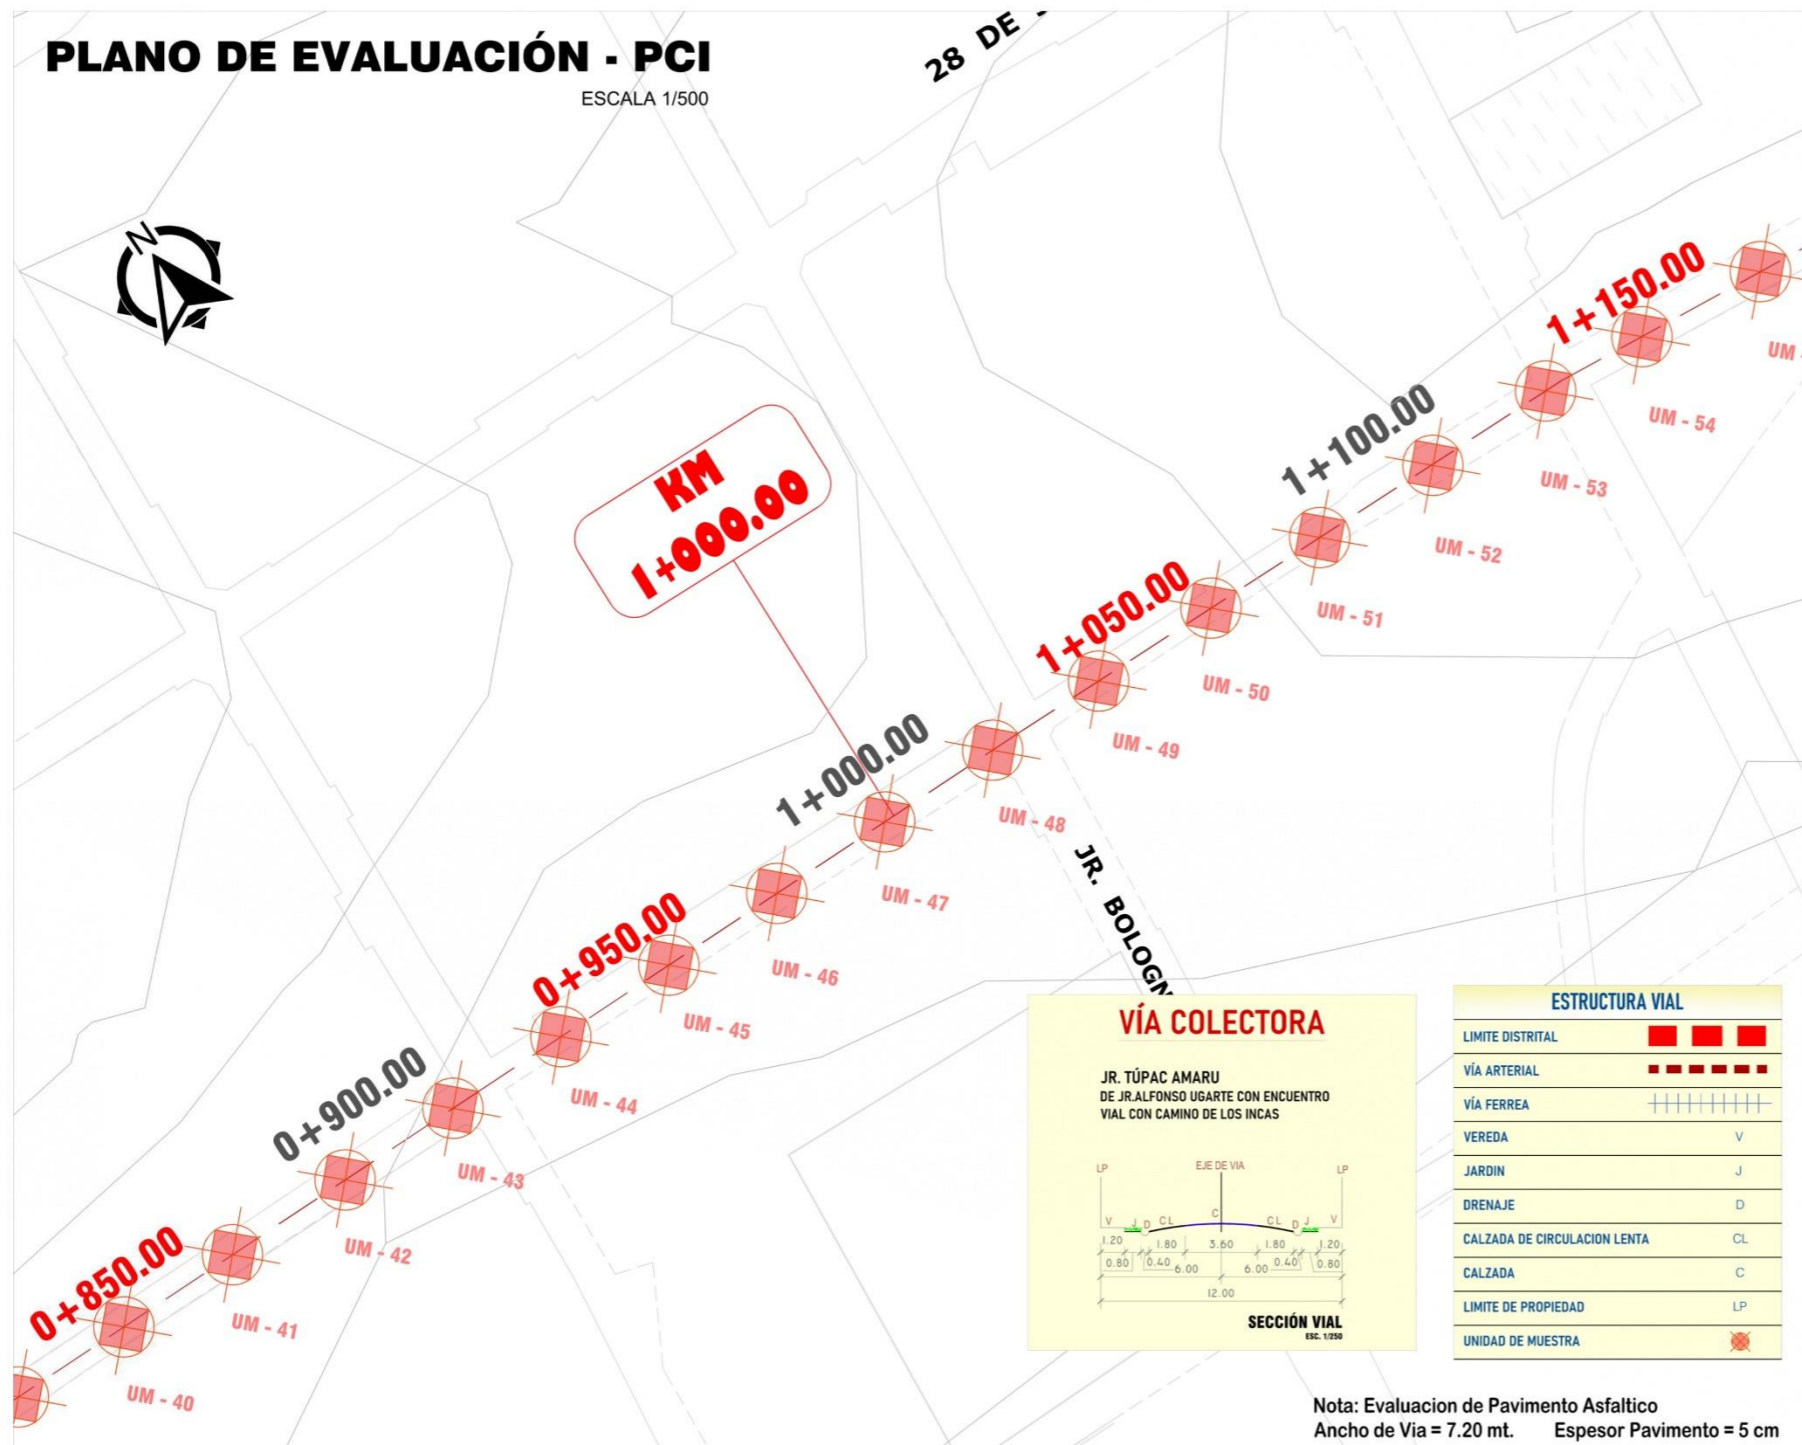 PLANO DE EVALUACIÓN - PCI
ESCALA 1/500
28 DE
N
KM
1+000.00
1+150.00
1+100.00
1+050.00
1+000.00
0+950.00
0+900.00
0+850.00
UM -
UM - 54
UM - 53
UM - 52
UM - 51
UM - 50
UM - 49
UM - 48
UM - 47
UM - 46
UM - 45
UM - 44
UM - 43
UM - 42
UM - 41
UM - 40
JR. BOLOGN
VÍA COLECTORA
JR. TÚPAC AMARU
DE JR.ALFONSO UGARTE CON ENCUENTRO
VIAL CON CAMINO DE LOS INCAS
LP EJE DE VIA LP
V J D C L C C L D J V
1.20 1.80 3.60 1.80 1.20
0.80 0.40 6.00 6.00 0.40 0.80
12.00
SECCIÓN VIAL
ESC. 1/250
ESTRUCTURA VIAL
LIMITE DISTRITAL
VÍA ARTERIAL
VÍA FERREA
VEREDA V
JARDIN J
DRENAJE D
CALZADA DE CIRCULACION LENTA CL
CALZADA C
LIMITE DE PROPIEDAD LP
UNIDAD DE MUESTRA
Nota: Evaluacion de Pavimento Asfaltico
Ancho de Via = 7.20 mt. Espesor Pavimento = 5 cm